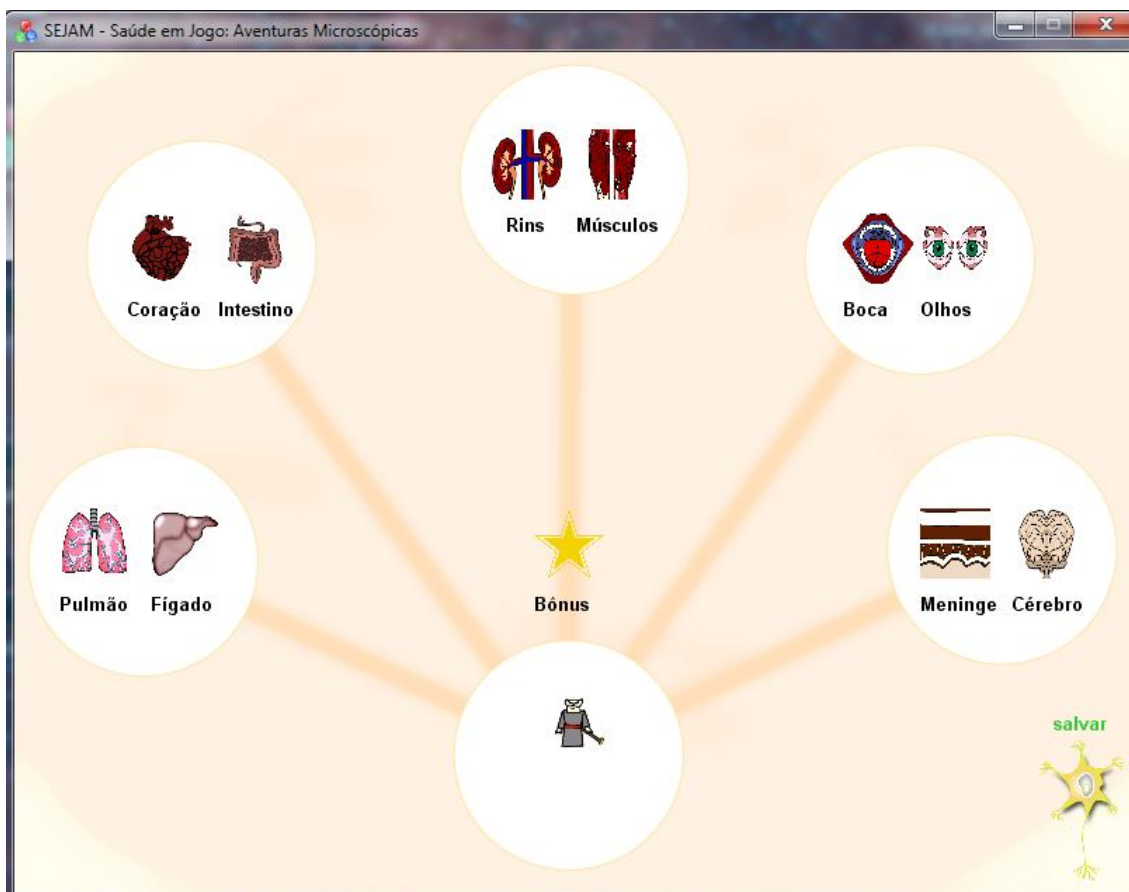 SEJAM - Saúde em Jogo: Aventuras Microscópicas
Rins Músculos
Coração Intestino
Boca Olhos
Pulmão Fígado
Bônus
Meninge Cérebro
salvar